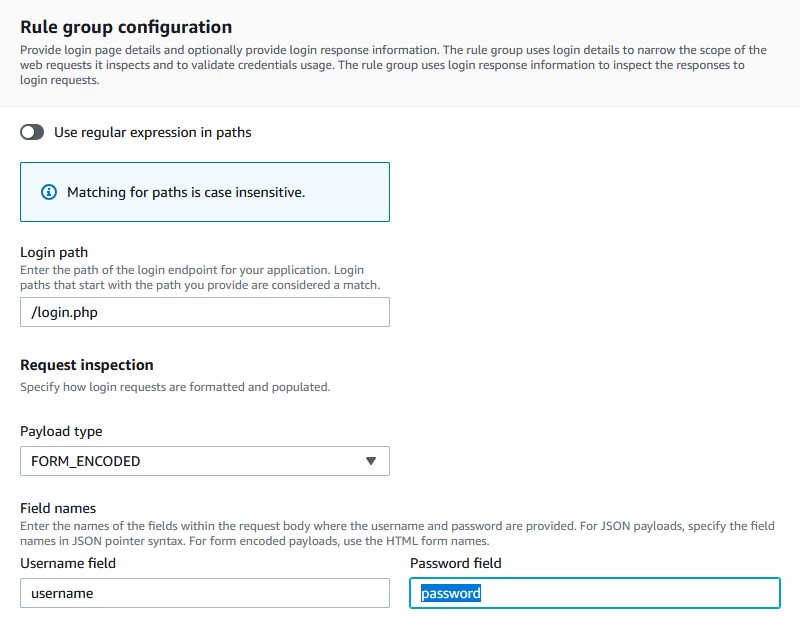 Rule group configuration
Provide login page details and optionally provide login response information. The rule group uses login details to narrow the scope of the
web requests it inspects and to validate credentials usage. The rule group uses login response information to inspect the responses to
login requests.
Use regular expression in paths
Matching for paths is case insensitive.
Login path
Enter the path of the login endpoint for your application. Login
paths that start with the path you provide are considered a match.
/login.php
Request inspection
Specify how login requests are formatted and populated.
Payload type
FORM_ENCODED
Field names
Enter the names of the fields within the request body where the username and password are provided. For JSON payloads, specify the field
names in JSON pointer syntax. For form encoded payloads, use the HTML form names.
Username field
Password field
username
password